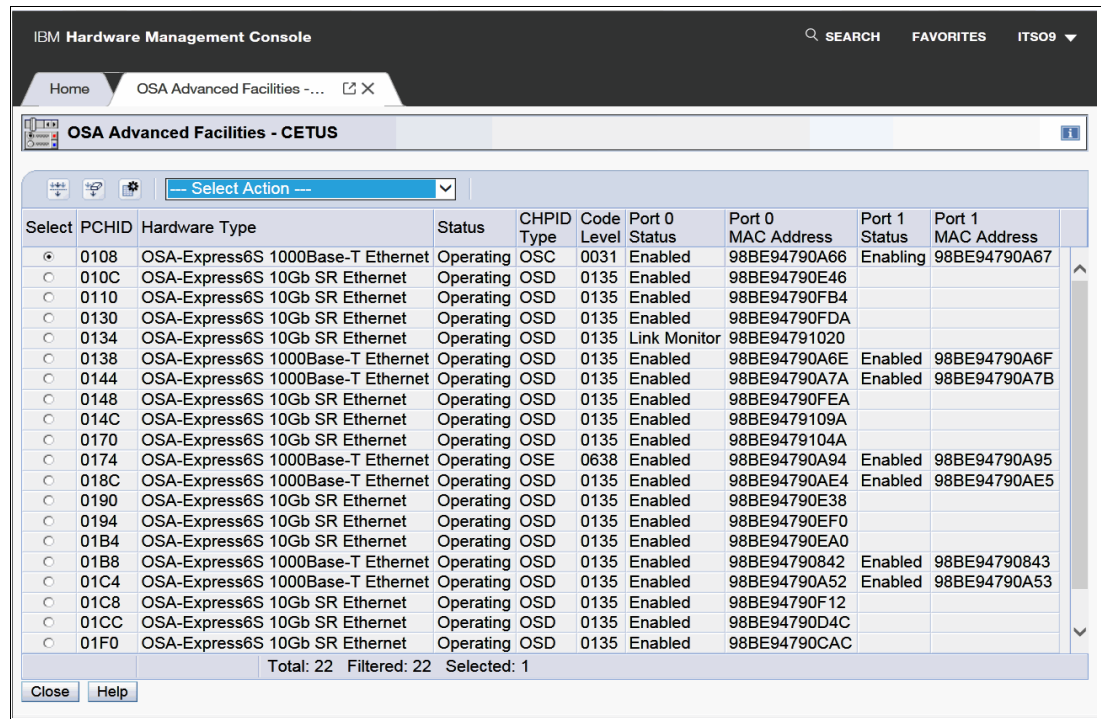 IBM Hardware Management Console SEARCH FAVORITES ITSO9
Home OSA Advanced Facilities -...
OSA Advanced Facilities - CETUS
--- Select Action ---
Select PCHID Hardware Type Status CHPID Type Code Level Port 0 Status Port 0 MAC Address Port 1 Status Port 1 MAC Address
0108 OSA-Express6S 1000Base-T Ethernet Operating OSC 0031 Enabled 98BE94790A66 Enabling 98BE94790A67
010C OSA-Express6S 10Gb SR Ethernet Operating OSD 0135 Enabled 98BE94790E46
0110 OSA-Express6S 10Gb SR Ethernet Operating OSD 0135 Enabled 98BE94790FB4
0130 OSA-Express6S 10Gb SR Ethernet Operating OSD 0135 Enabled 98BE94790FDA
0134 OSA-Express6S 10Gb SR Ethernet Operating OSD 0135 Link Monitor 98BE94791020
0138 OSA-Express6S 1000Base-T Ethernet Operating OSD 0135 Enabled 98BE94790A6E Enabled 98BE94790A6F
0144 OSA-Express6S 1000Base-T Ethernet Operating OSD 0135 Enabled 98BE94790A7A Enabled 98BE94790A7B
0148 OSA-Express6S 10Gb SR Ethernet Operating OSD 0135 Enabled 98BE94790FEA
014C OSA-Express6S 10Gb SR Ethernet Operating OSD 0135 Enabled 98BE9479109A
0170 OSA-Express6S 10Gb SR Ethernet Operating OSD 0135 Enabled 98BE9479104A
0174 OSA-Express6S 1000Base-T Ethernet Operating OSE 0638 Enabled 98BE94790A94 Enabled 98BE94790A95
018C OSA-Express6S 1000Base-T Ethernet Operating OSD 0135 Enabled 98BE94790AE4 Enabled 98BE94790AE5
0190 OSA-Express6S 10Gb SR Ethernet Operating OSD 0135 Enabled 98BE94790E38
0194 OSA-Express6S 10Gb SR Ethernet Operating OSD 0135 Enabled 98BE94790EF0
01B4 OSA-Express6S 10Gb SR Ethernet Operating OSD 0135 Enabled 98BE94790EA0
01B8 OSA-Express6S 1000Base-T Ethernet Operating OSD 0135 Enabled 98BE94790842 Enabled 98BE94790843
01C4 OSA-Express6S 1000Base-T Ethernet Operating OSD 0135 Enabled 98BE94790A52 Enabled 98BE94790A53
01C8 OSA-Express6S 10Gb SR Ethernet Operating OSD 0135 Enabled 98BE94790F12
01CC OSA-Express6S 10Gb SR Ethernet Operating OSD 0135 Enabled 98BE94790D4C
01F0 OSA-Express6S 10Gb SR Ethernet Operating OSD 0135 Enabled 98BE94790CAC
Total: 22 Filtered: 22 Selected: 1
Close Help